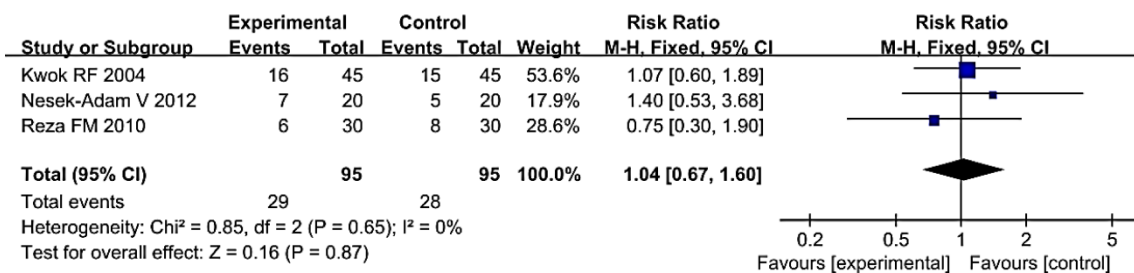 Experimental Control Risk Ratio Risk Ratio
Study or Subgroup Events Total Events Total Weight M-H, Fixed, 95% CI M-H, Fixed, 95% CI
Kwok RF 2004 16 45 15 45 53.6% 1.07 [0.60, 1.89]
Nesek-Adam V 2012 7 20 5 20 17.9% 1.40 [0.53, 3.68]
Reza FM 2010 6 30 8 30 28.6% 0.75 [0.30, 1.90]
Total (95% CI) 95 95 100.0% 1.04 [0.67, 1.60]
Total events 29 28
Heterogeneity: Chi² = 0.85, df = 2 (P = 0.65); I² = 0%
Test for overall effect: Z = 0.16 (P = 0.87)
0.2 0.5 1 2 5
Favours [experimental] Favours [control]